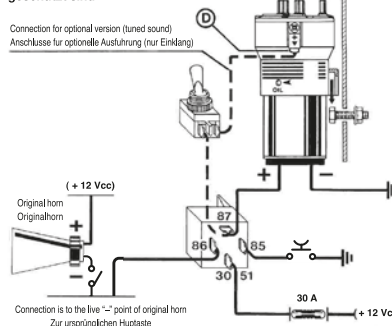 Connection for optional version (tuned sound)
Anschlusse fur optionelle Ausfuhrung (nur Einklang)
D
OIL
+ −
( + 12 Vcc)
Original horn
Originalhorn
+
−
87
86
85
30
51
30 A
( + 12 Vc
Connection is to the live "–" point of original horn
Zur ursprünglichen Huptaste